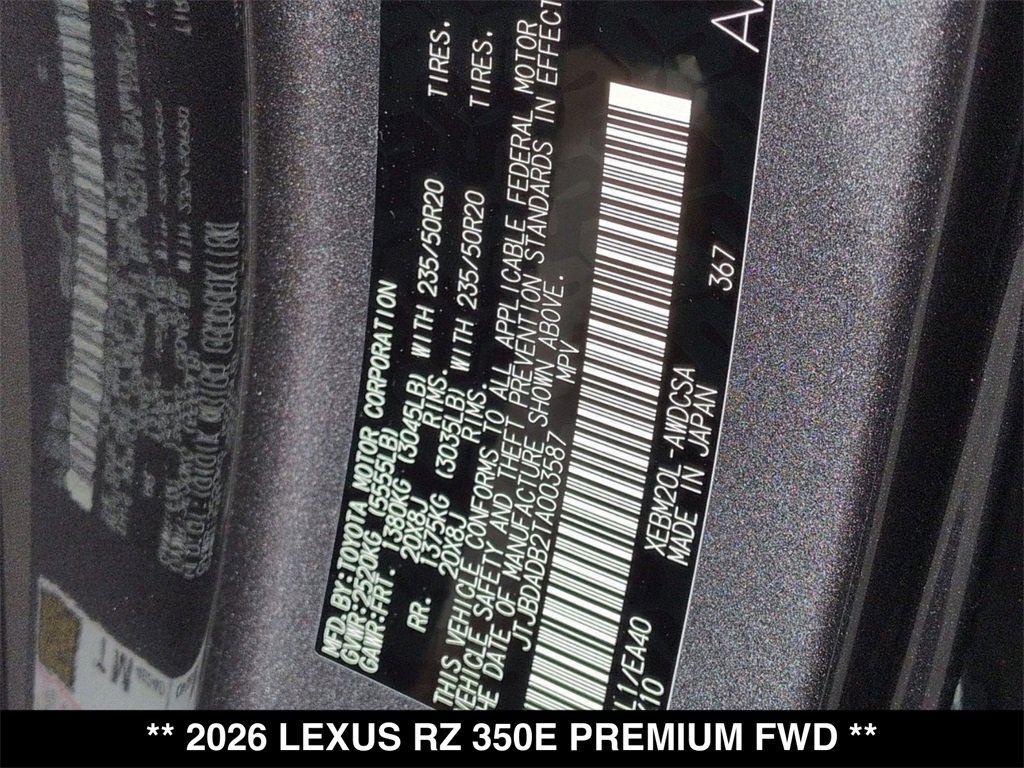 MFD. BY: TOYOTA MOTOR CORPORATION
GVWR: 2520KG (5555LB)
GAWR: FRT. 1380KG (3045LB) WITH 235/50R20 TIRES.
20X8J RIMS.
RR. 1375KG (3035LB) WITH 235/50R20 TIRES.
20X8J RIMS.
THIS VEHICLE CONFORMS TO ALL APPLICABLE FEDERAL MOTOR
VEHICLE SAFETY AND THEFT PREVENTION STANDARDS IN EFFECT
THE DATE OF MANUFACTURE SHOWN ABOVE.
JTJBDADB2TA003587 MPV
L1/EA40 XEBM20L-AWDCSA 367
10 MADE IN JAPAN
** 2026 LEXUS RZ 350E PREMIUM FWD **